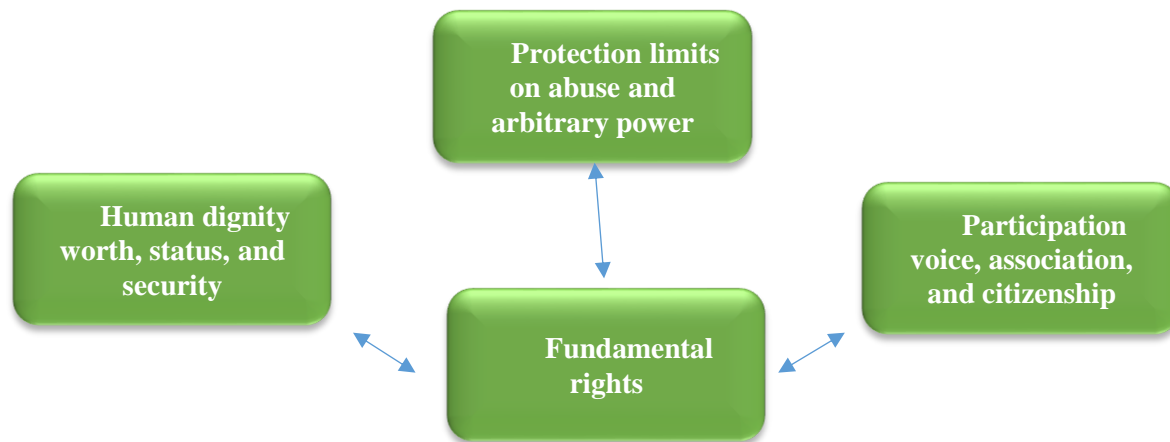 Protection limits
on abuse and
arbitrary power
Human dignity
worth, status, and
security
Participation
voice, association,
and citizenship
Fundamental
rights